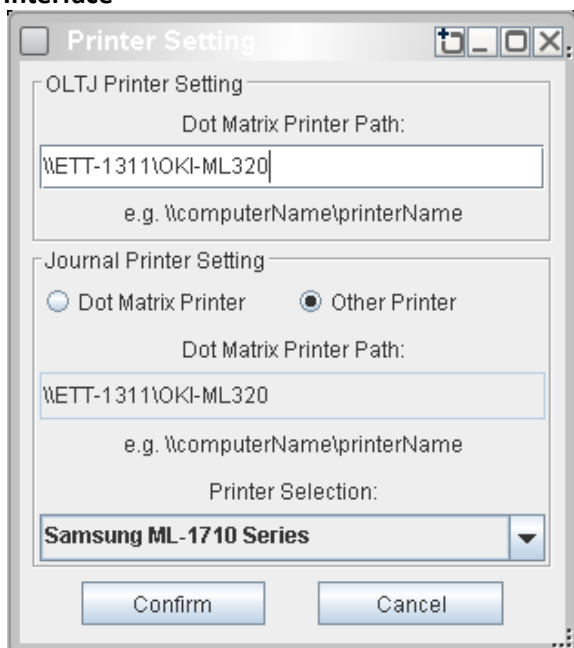 Interface
Printer Setting
OLTJ Printer Setting
Dot Matrix Printer Path:
\\ETT-1311\OKI-ML320
e.g. \\computerName\printerName
Journal Printer Setting
Dot Matrix Printer Other Printer
Dot Matrix Printer Path:
\\ETT-1311\OKI-ML320
e.g. \\computerName\printerName
Printer Selection:
Samsung ML-1710 Series
Confirm Cancel